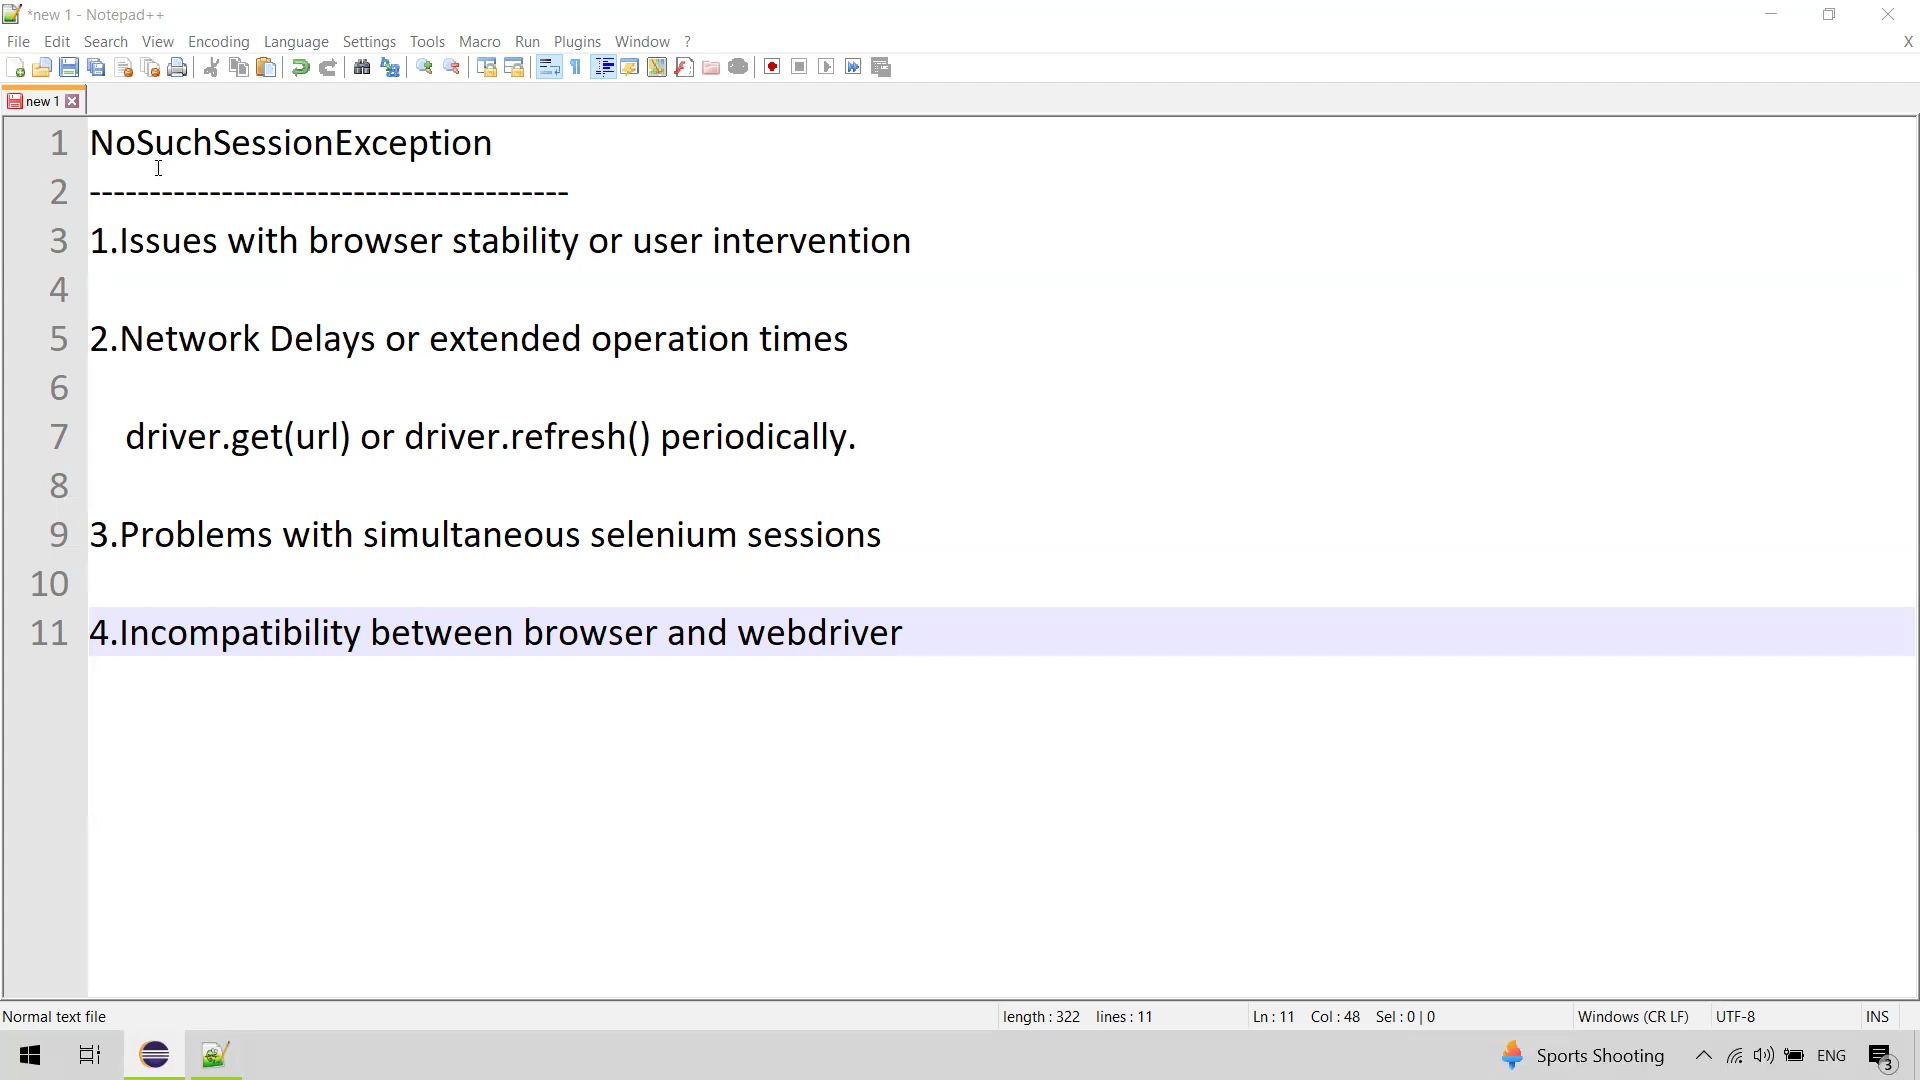 *new 1 - Notepad++
File Edit Search View Encoding Language Settings Tools Macro Run Plugins Window ? X
new 1
1 NoSuchSessionException
2 ----------------------------------------
3 1.Issues with browser stability or user intervention
4
5 2.Network Delays or extended operation times
6
7 driver.get(url) or driver.refresh() periodically.
8
9 3.Problems with simultaneous selenium sessions
10
11 4.Incompatibility between browser and webdriver
Normal text file length : 322 lines : 11 Ln : 11 Col : 48 Sel : 0 | 0 Windows (CR LF) UTF-8 INS
Sports Shooting ENG 3